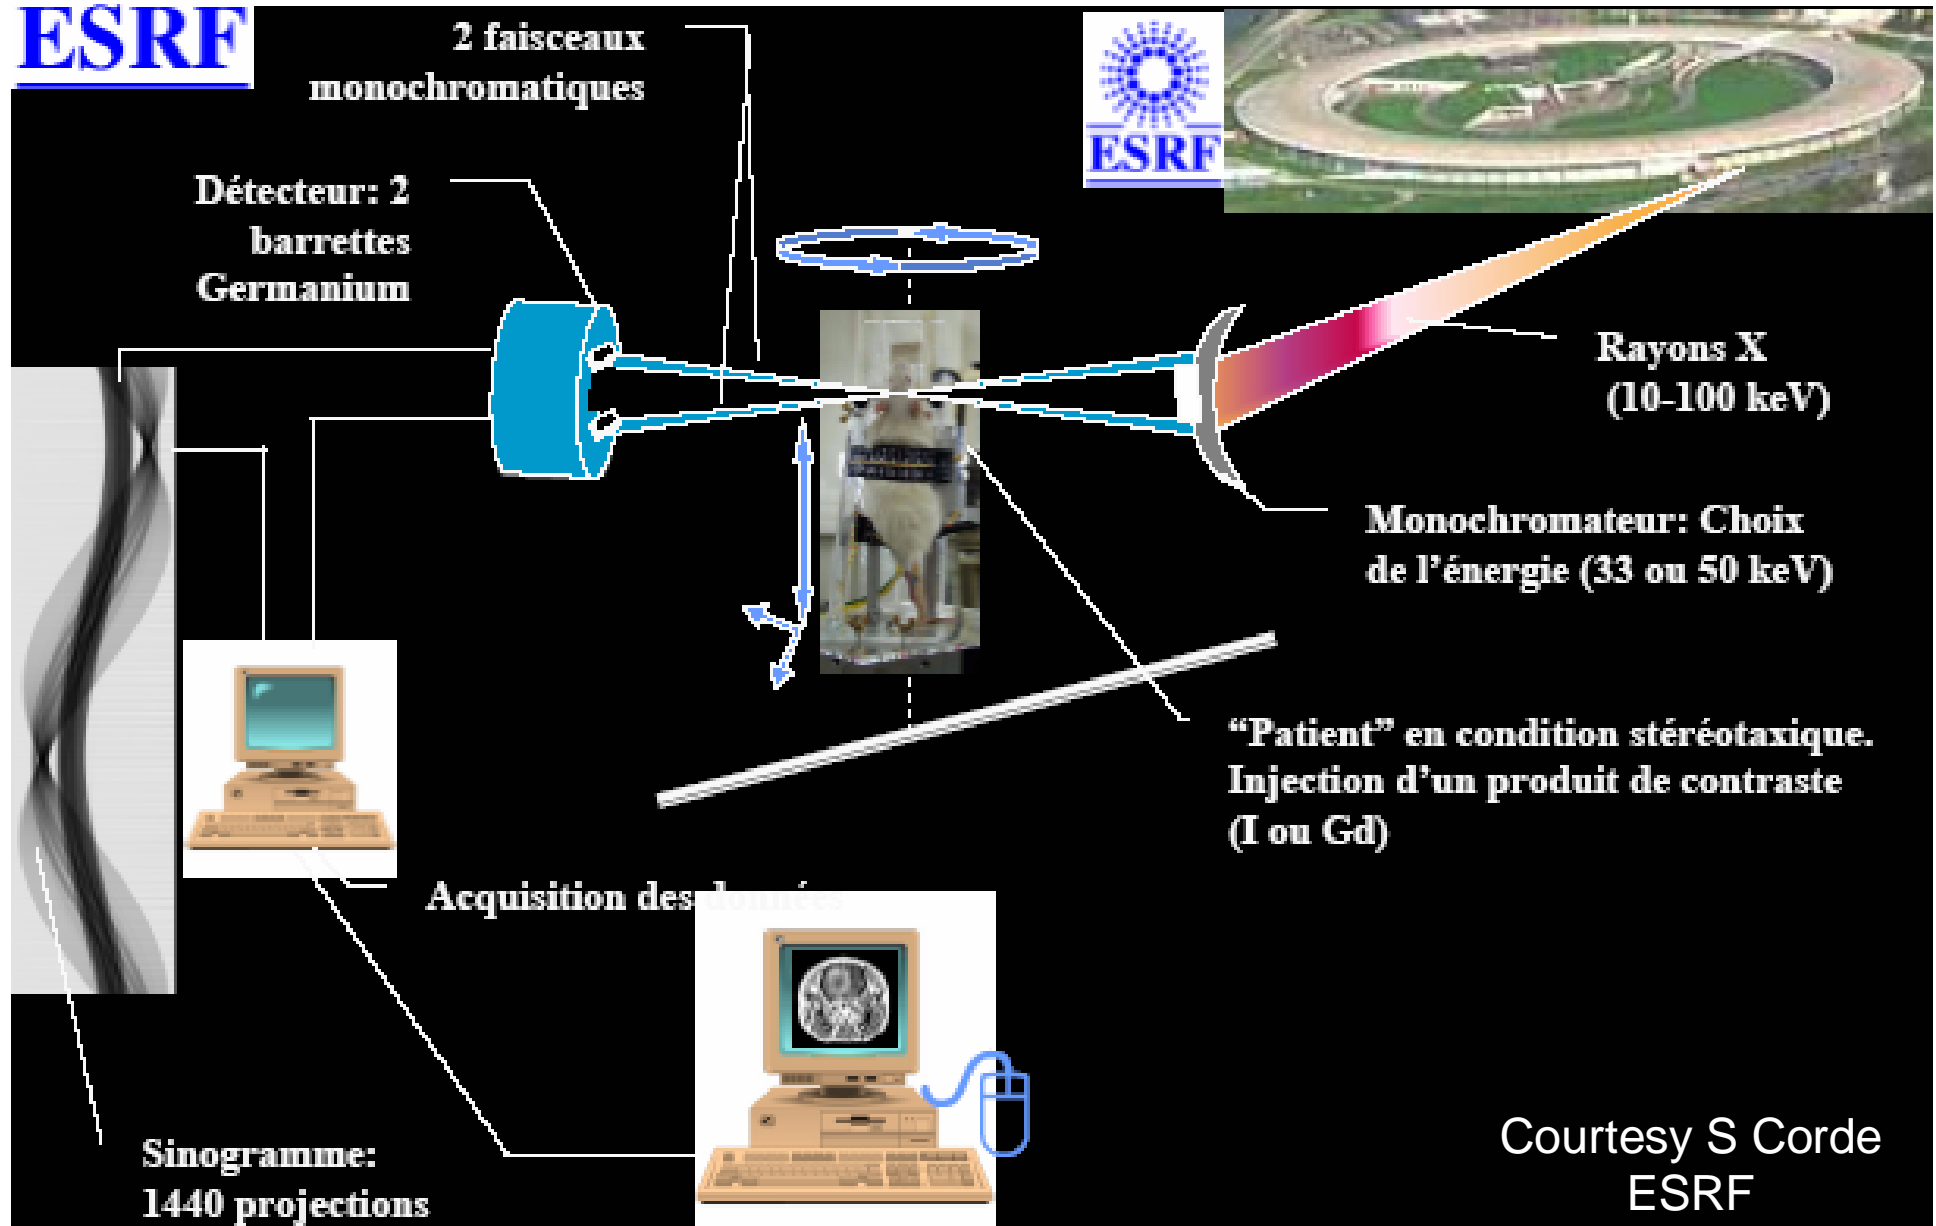 ESRF
2 faisceaux
monochromatiques
ESRF
Détecteur: 2
barrettes
Germanium
Rayons X
(10-100 keV)
Monochromateur: Choix
de l'énergie (33 ou 50 keV)
“Patient” en condition stéréotaxique.
Injection d'un produit de contraste
(I ou Gd)
Acquisition des données
Sinogramme:
1440 projections
Courtesy S Corde
ESRF